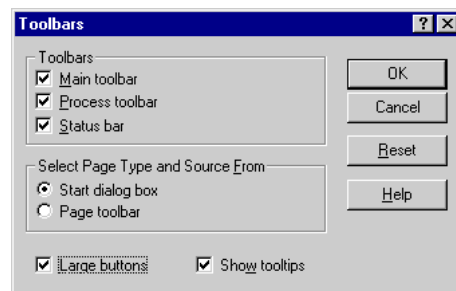 Toolbars
Toolbars
Main toolbar
Process toolbar
Status bar
Select Page Type and Source From
Start dialog box
Page toolbar
Large buttons Show tooltips
OK
Cancel
Reset
Help